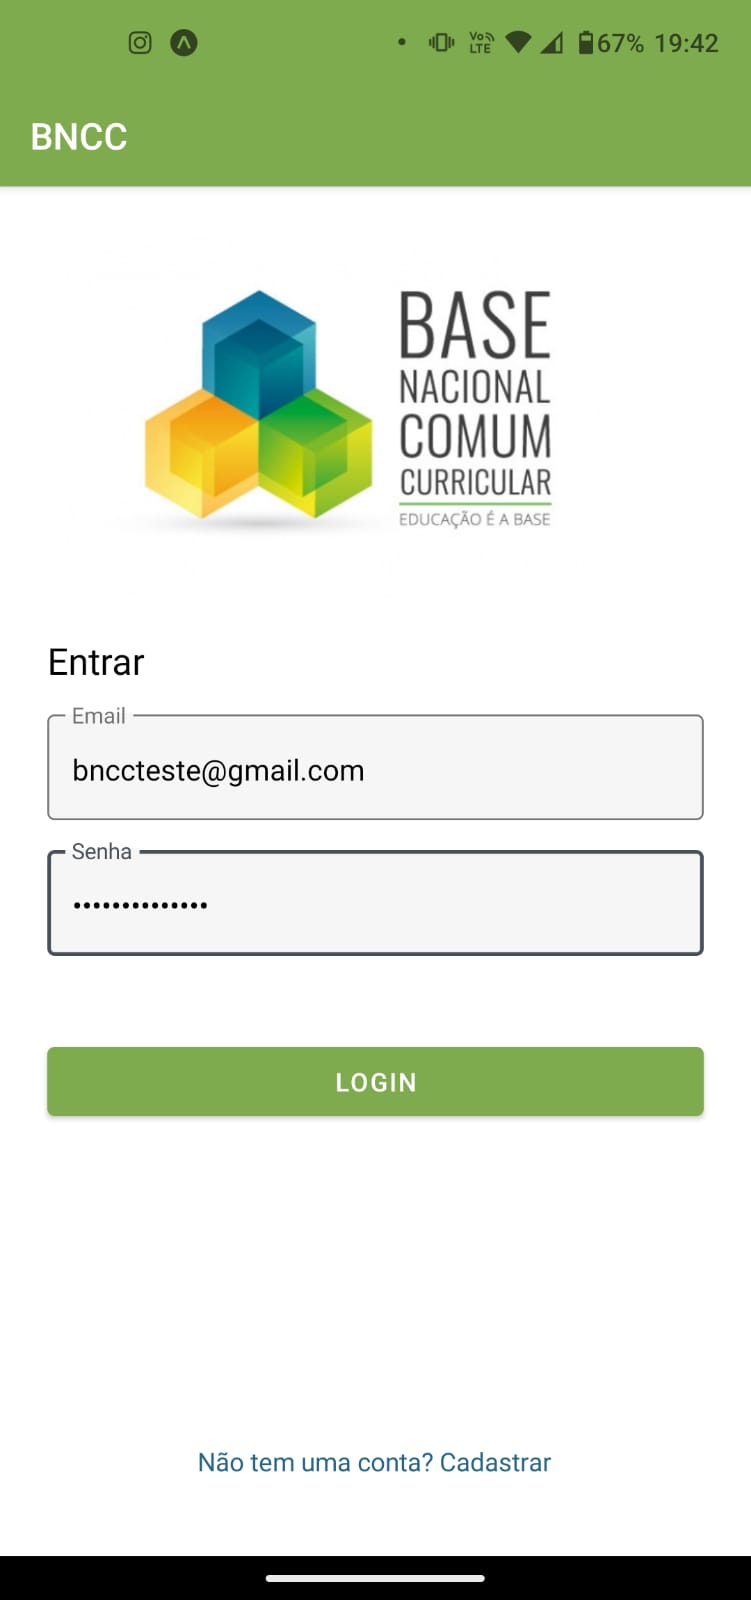 Vo)) LTE 67% 19:42
BNCC
BASE
NACIONAL
COMUM
CURRICULAR
EDUCAÇÃO É A BASE
Entrar
Email
bnccteste@gmail.com
Senha
••••••••••••••
LOGIN
Não tem uma conta? Cadastrar